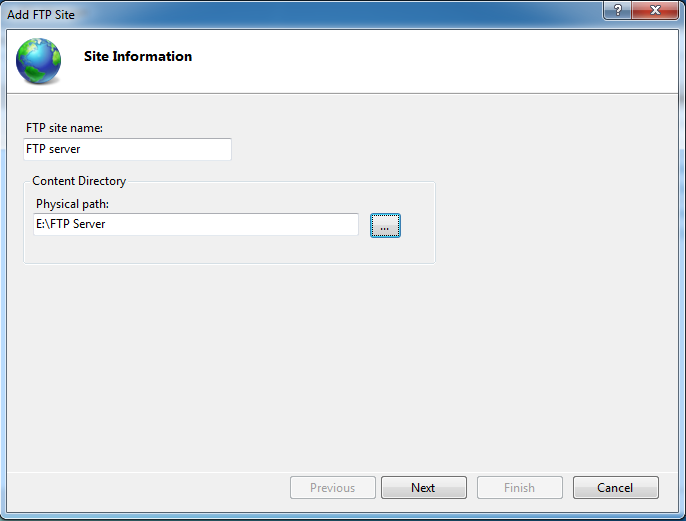 Add FTP Site
?
Site Information
FTP site name:
FTP server
Content Directory
Physical path:
E:\FTP Server
...
Previous
Next
Finish
Cancel